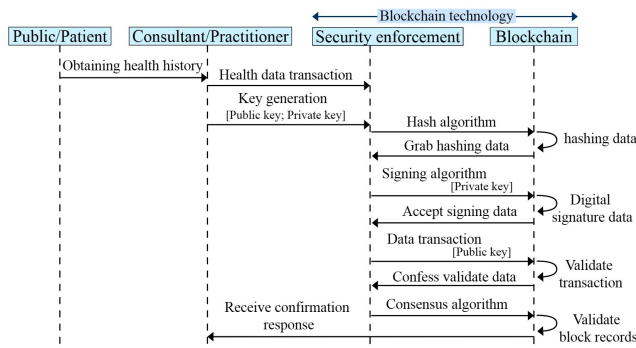 Blockchain technology
Public/Patient
Consultant/Practitioner
Security enforcement
Blockchain
Obtaining health history
Health data transaction
Key generation
[Public key; Private key]
Hash algorithm
hashing data
Grab hashing data
Signing algorithm
[Private key]
Digital
signature data
Accept signing data
Data transaction
[Public key]
Validate
transaction
Confess validate data
Receive confirmation
response
Consensus algorithm
Validate
block records